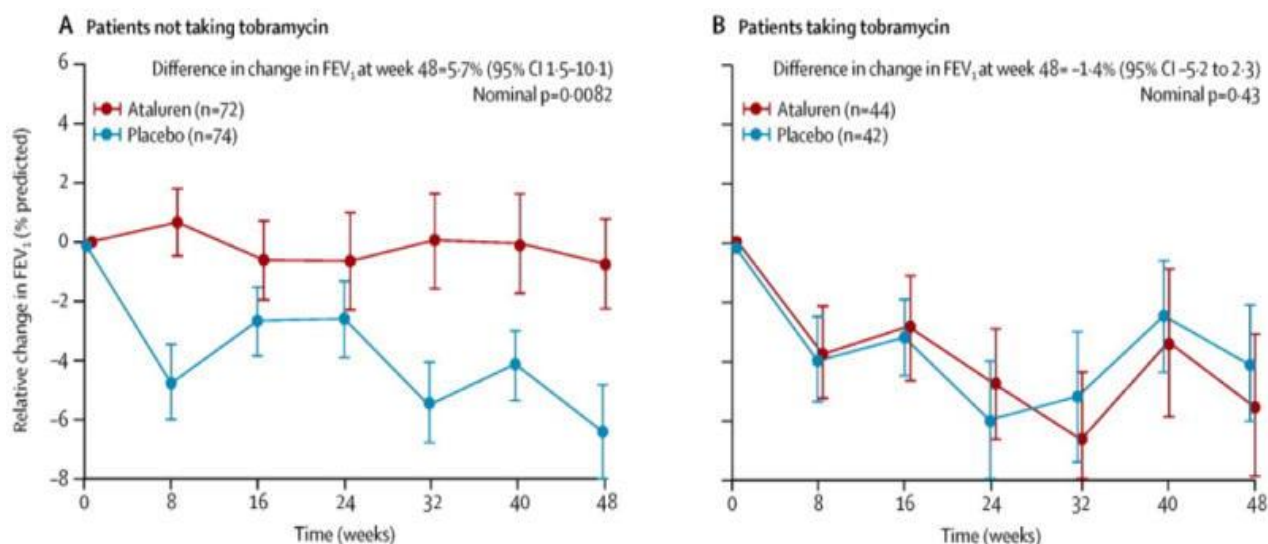 A Patients not taking tobramycin
Difference in change in FEV₁ at week 48=5·7% (95% CI 1·5–10·1)
Nominal p=0·0082
Ataluren (n=72)
Placebo (n=74)
Relative change in FEV₁ (% predicted)
6
4
2
0
–2
–4
–6
–8
0 8 16 24 32 40 48
Time (weeks)
B Patients taking tobramycin
Difference in change in FEV₁ at week 48= –1·4% (95% CI –5·2 to 2·3)
Nominal p=0·43
Ataluren (n=44)
Placebo (n=42)
0 8 16 24 32 40 48
Time (weeks)